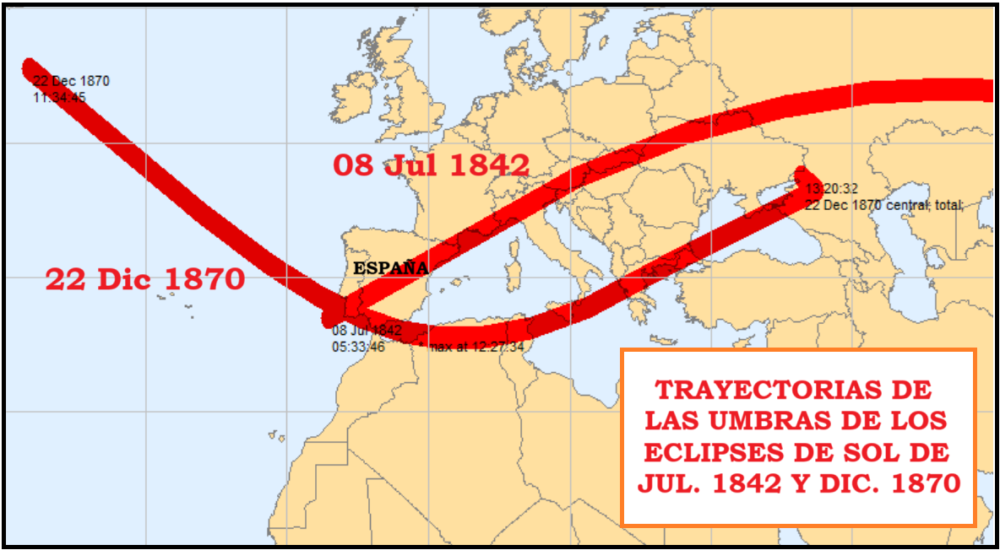 22 Dec 1870
11:34:45
08 Jul 1842
13:20:32
22 Dec 1870 central; total;
ESPAÑA
22 Dic 1870
08 Jul 1842
05:33:46 * max at 12:27:34
TRAYECTORIAS DE
LAS UMBRAS DE LOS
ECLIPSES DE SOL DE
JUL. 1842 Y DIC. 1870